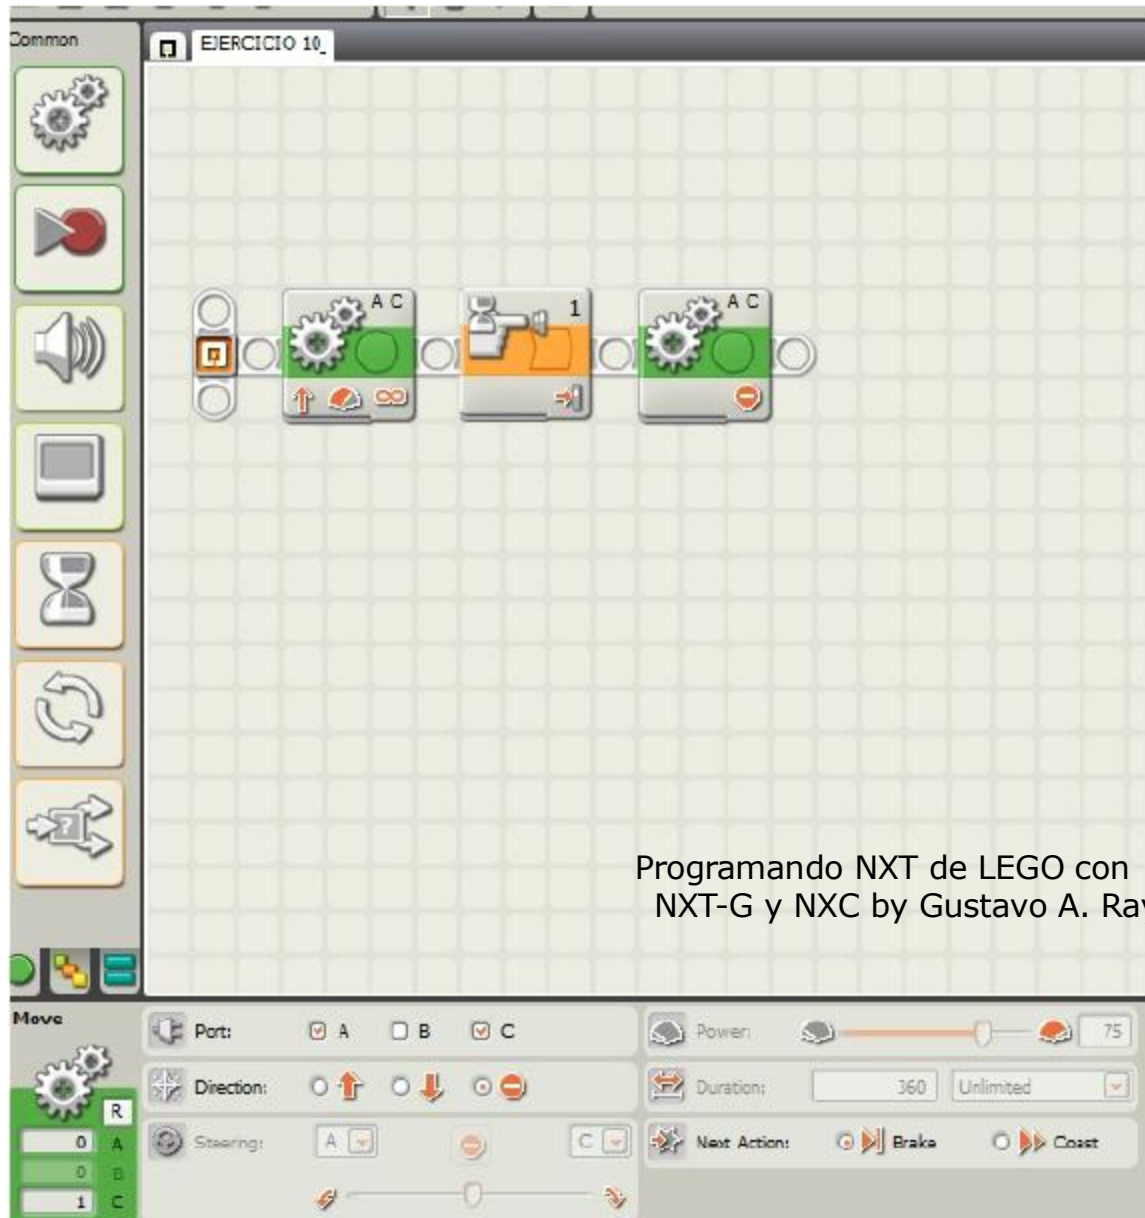 Common
EJERCICIO 10_
A C
1
A C
Programando NXT de LEGO con
NXT-G y NXC by Gustavo A.
Move
Port: A B C
Power: 75
Direction:
Duration: 360 Unlimited
R
0 A
Steering: A C
Next Action: Brake Coast
0 B
1 C